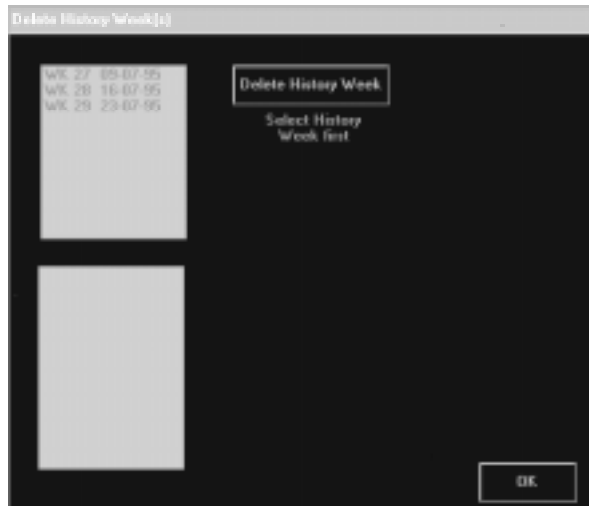 Delete History Week(s)
WK 27 09-07-95
WK 28 16-07-95
WK 29 23-07-95
Delete History Week
Select History
Week first
OK